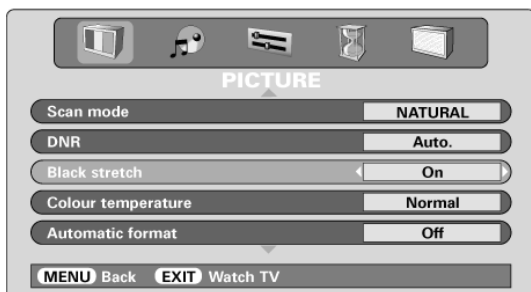 PICTURE
Scan mode NATURAL
DNR Auto.
Black stretch On
Colour temperature Normal
Automatic format Off
MENU Back EXIT Watch TV